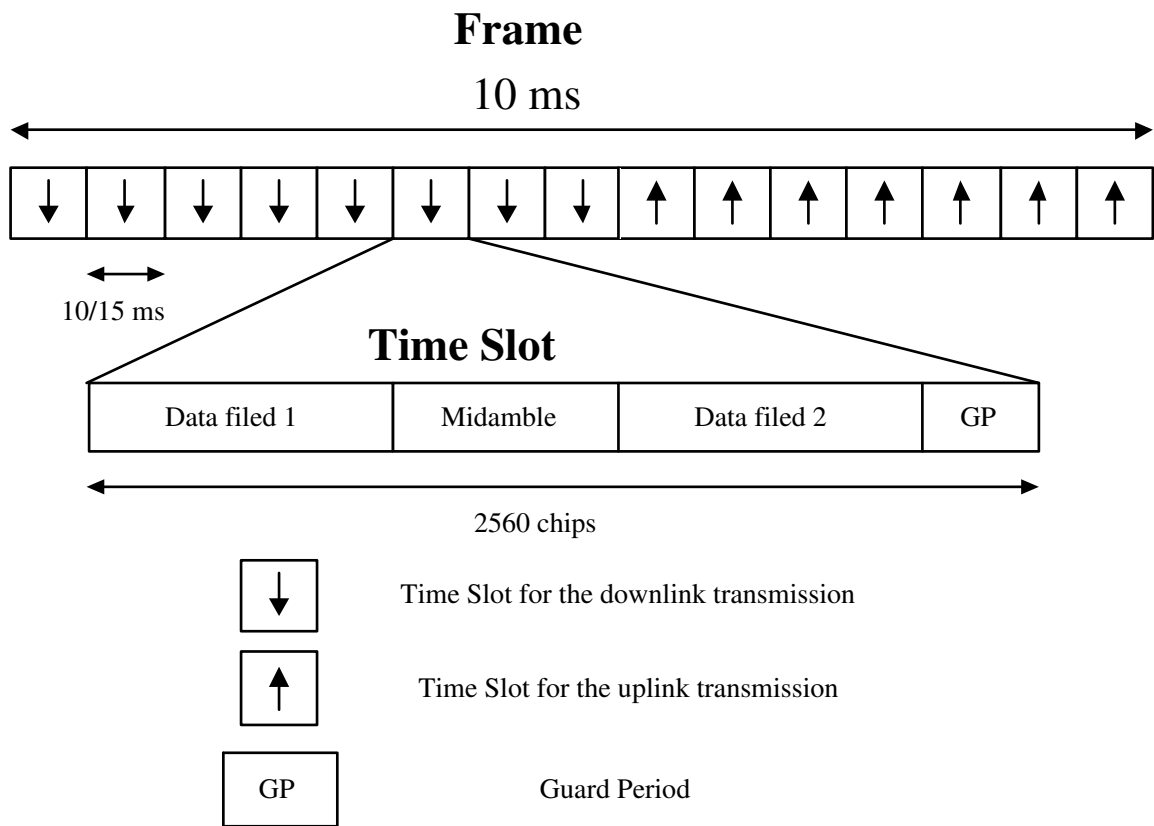 Frame
10 ms
10/15 ms
Time Slot
Data filed 1 Midamble Data filed 2 GP
2560 chips
Time Slot for the downlink transmission
Time Slot for the uplink transmission
GP Guard Period